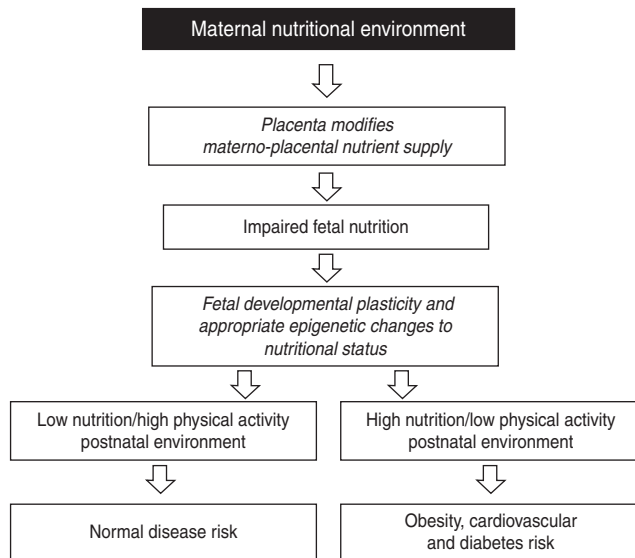 Maternal nutritional environment
Placenta modifies
materno-placental nutrient supply
Impaired fetal nutrition
Fetal developmental plasticity and
appropriate epigenetic changes to
nutritional status
Low nutrition/high physical activity
postnatal environment
High nutrition/low physical activity
postnatal environment
Normal disease risk
Obesity, cardiovascular
and diabetes risk